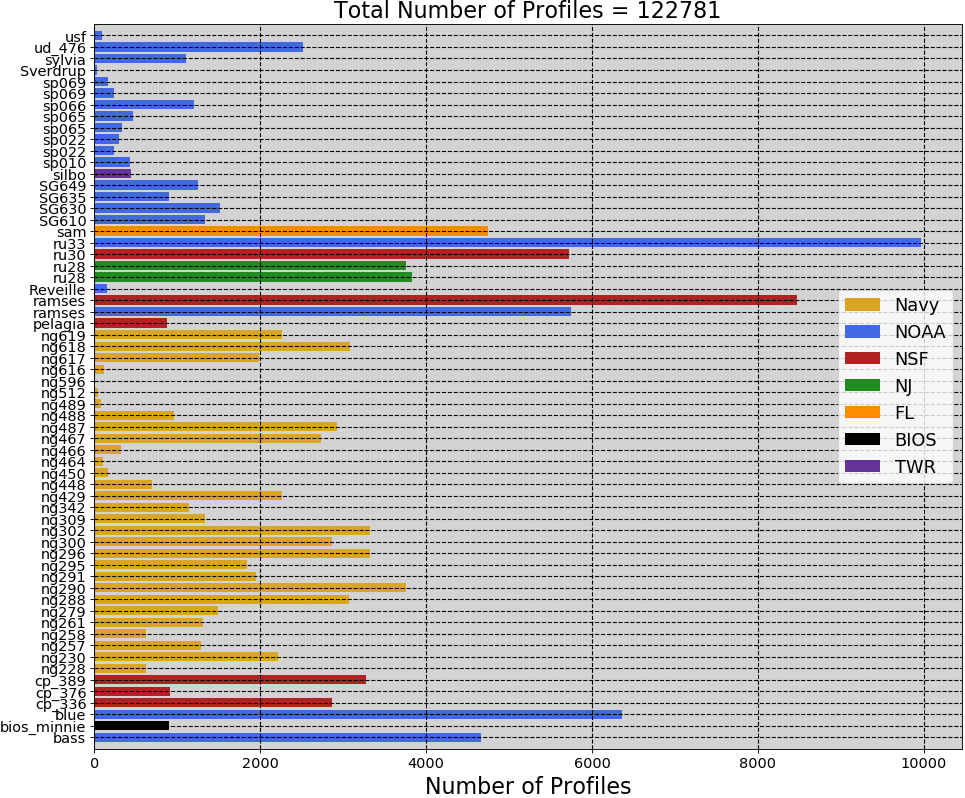 Total Number of Profiles = 122781
usf
ud_476
sylvia
Sverdrup
sp069
sp069
sp066
sp065
sp065
sp022
sp022
sp010
silbo
SG649
SG635
SG630
SG610
sam
ru33
ru30
ru28
ru28
Reveille
ramses
ramses
pelagia
ng619
ng618
ng617
ng616
ng596
ng512
ng489
ng488
ng487
ng467
ng466
ng464
ng450
ng448
ng429
ng342
ng309
ng302
ng300
ng296
ng295
ng291
ng290
ng288
ng279
ng261
ng258
ng257
ng230
ng228
cp_389
cp_376
cp_336
blue
bios_minnie
bass
Navy
NOAA
NSF
NJ
FL
BIOS
TWR
0 2000 4000 6000 8000 10000
Number of Profiles